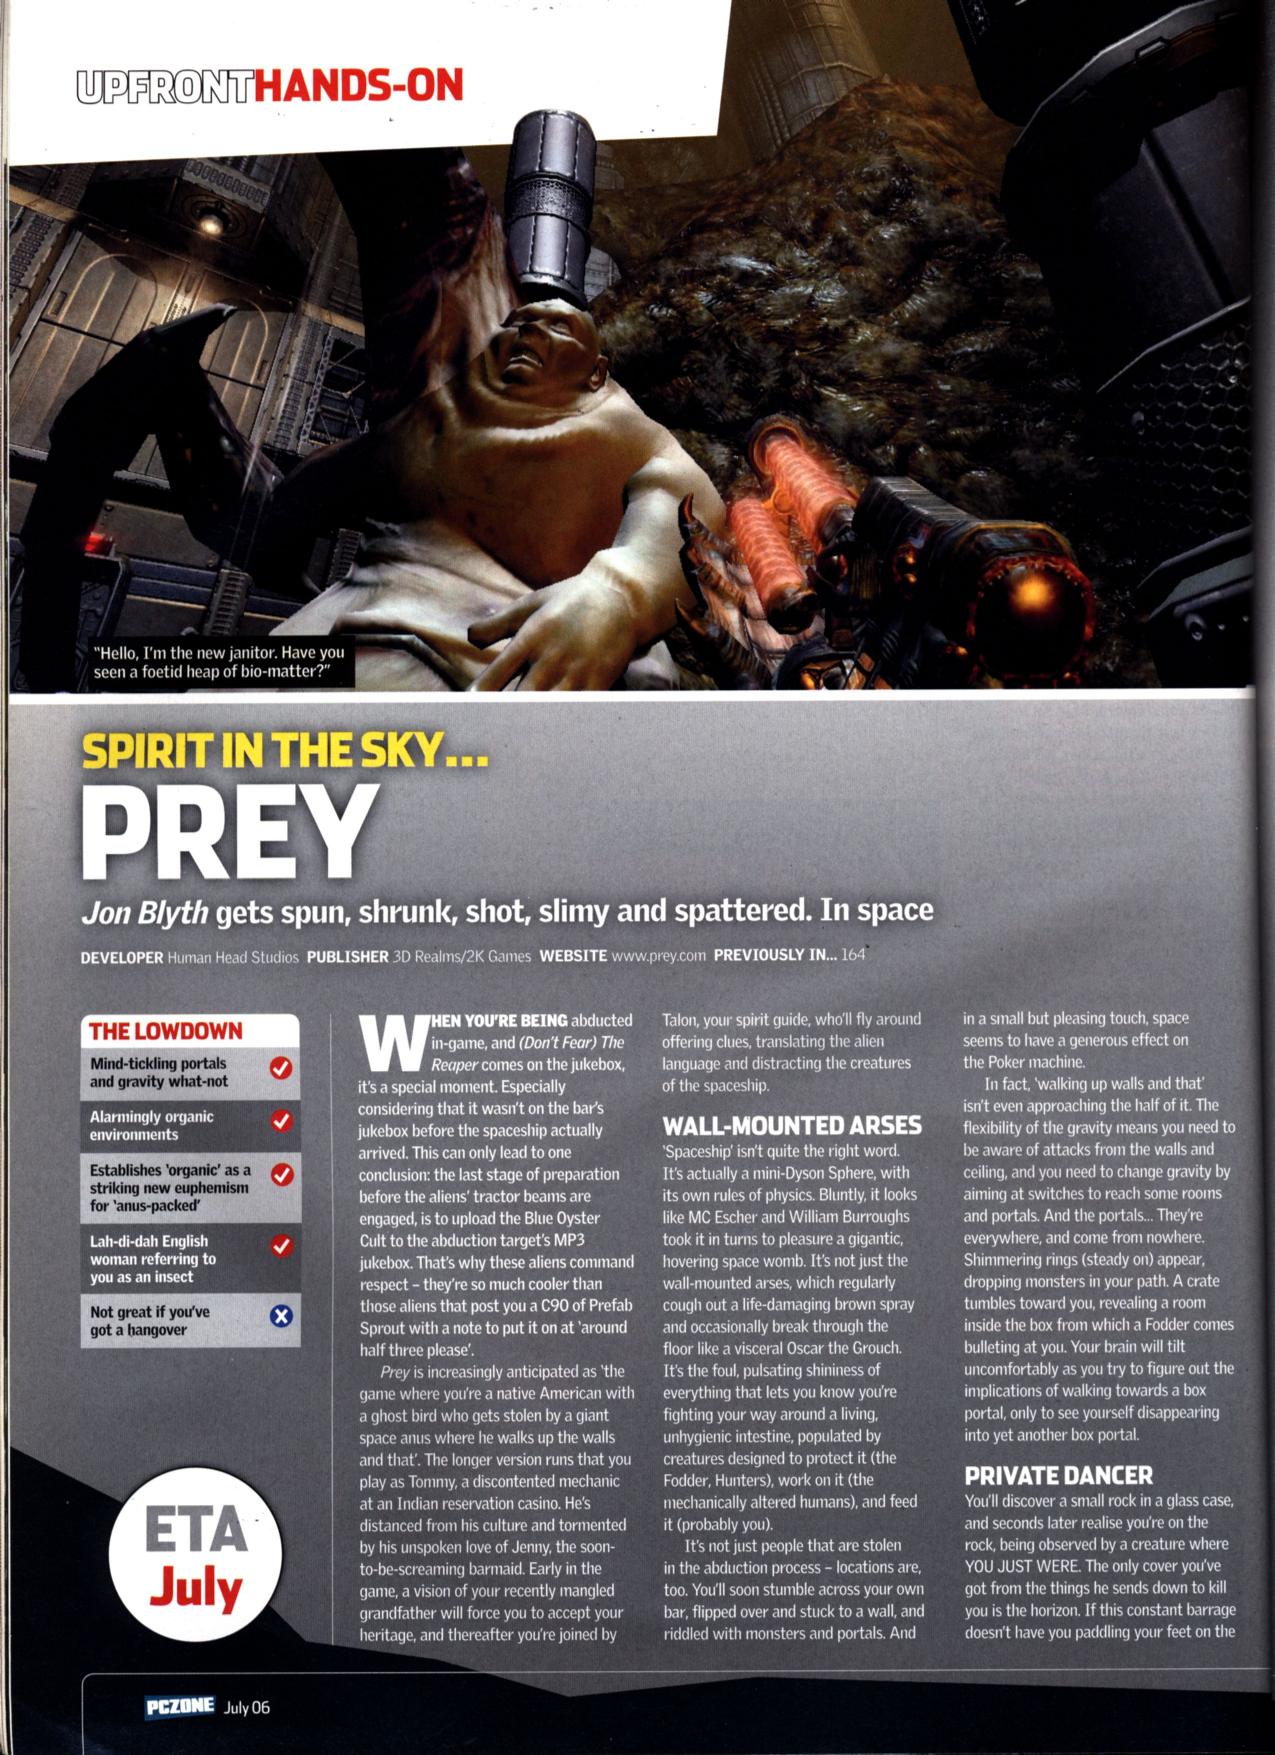 UPFRONTHANDS-ON
"Hello, I'm the new janitor. Have you
seen a foetid heap of bio-matter?"
SPIRIT IN THE SKY...
PREY
Jon Blyth gets spun, shrunk, shot, slimy and spattered. In space
DEVELOPER Human Head Studios PUBLISHER 3D Realms/2K Games WEBSITE www.prey.com PREVIOUSLY IN... 164
THE LOWDOWN
Mind-tickling portals
and gravity what-not
Alarmingly organic
environments
Establishes 'organic' as a
striking new euphemism
for 'anus-packed'
Lah-di-dah English
woman referring to
you as an insect
Not great if you've
got a hangover
ETA
July
WHEN YOU'RE BEING abducted
in-game, and (Don't Fear) The
Reaper comes on the jukebox,
it's a special moment. Especially
considering that it wasn't on the bar's
jukebox before the spaceship actually
arrived. This can only lead to one
conclusion: the last stage of preparation
before the aliens' tractor beams are
engaged, is to upload the Blue Oyster
Cult to the abduction target's MP3
jukebox. That's why these aliens command
respect – they're so much cooler than
those aliens that post you a C90 of Prefab
Sprout with a note to put it on at 'around
half three please'.
Prey is increasingly anticipated as 'the
game where you're a native American with
a ghost bird who gets stolen by a giant
space anus where he walks up the walls
and that'. The longer version runs that you
play as Tommy, a discontented mechanic
at an Indian reservation casino. He's
distanced from his culture and tormented
by his unspoken love of Jenny, the soon-
to-be-screaming barmaid. Early in the
game, a vision of your recently mangled
grandfather will force you to accept your
heritage, and thereafter you're joined by
Talon, your spirit guide, who'll fly around
offering clues, translating the alien
language and distracting the creatures
of the spaceship.
WALL-MOUNTED ARSES
'Spaceship' isn't quite the right word.
It's actually a mini-Dyson Sphere, with
its own rules of physics. Bluntly, it looks
like MC Escher and William Burroughs
took it in turns to pleasure a gigantic,
hovering space womb. It's not just the
wall-mounted arses, which regularly
cough out a life-damaging brown spray
and occasionally break through the
floor like a visceral Oscar the Grouch.
It's the foul, pulsating shininess of
everything that lets you know you're
fighting your way around a living,
unhygienic intestine, populated by
creatures designed to protect it (the
Fodder, Hunters), work on it (the
mechanically altered humans), and feed
it (probably you).
It's not just people that are stolen
in the abduction process – locations are,
too. You'll soon stumble across your own
bar, flipped over and stuck to a wall, and
riddled with monsters and portals. And
in a small but pleasing touch, space
seems to have a generous effect on
the Poker machine.
In fact, 'walking up walls and that'
isn't even approaching the half of it. The
flexibility of the gravity means you need to
be aware of attacks from the walls and
ceiling, and you need to change gravity by
aiming at switches to reach some rooms
and portals. And the portals... They're
everywhere, and come from nowhere.
Shimmering rings (steady on) appear,
dropping monsters in your path. A crate
tumbles toward you, revealing a room
inside the box from which a Fodder comes
bulleting at you. Your brain will tilt
uncomfortably as you try to figure out the
implications of walking towards a box
portal, only to see yourself disappearing
into yet another box portal.
PRIVATE DANCER
You'll discover a small rock in a glass case,
and seconds later realise you're on the
rock, being observed by a creature where
YOU JUST WERE. The only cover you've
got from the things he sends down to kill
you is the horizon. If this constant barrage
doesn't have you paddling your feet on the
PCZONE July 06